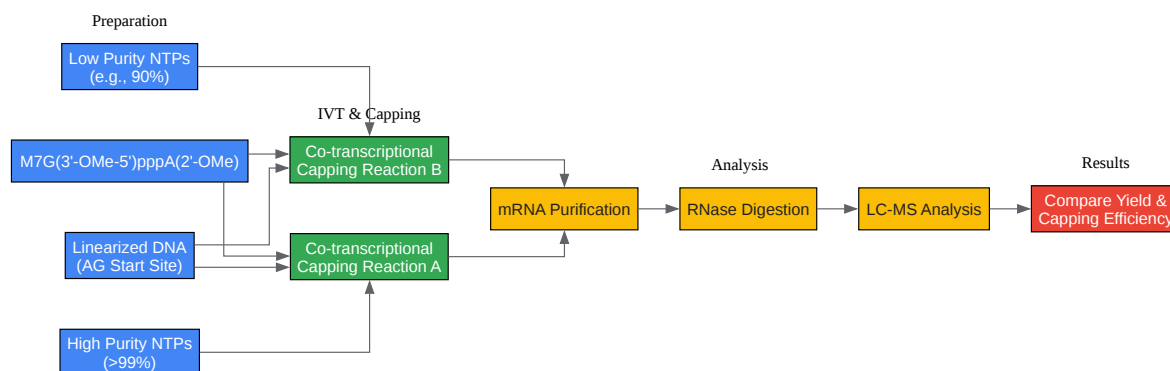 Preparation
Low Purity NTPs
(e.g., 90%)
IVT & Capping
M7G(3'-OMe-5')pppA(2'-OMe)
Co-transcriptional
Capping Reaction B
Analysis
Results
mRNA Purification
RNase Digestion
LC-MS Analysis
Compare Yield &
Capping Efficiency
Linearized DNA
(AG Start Site)
Co-transcriptional
Capping Reaction A
High Purity NTPs
(>99%)